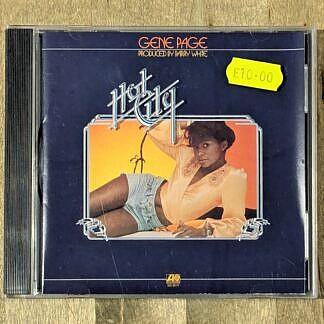 GENE PAGE
PRODUCED BY BARRY WHITE
£10.00
Hot
City